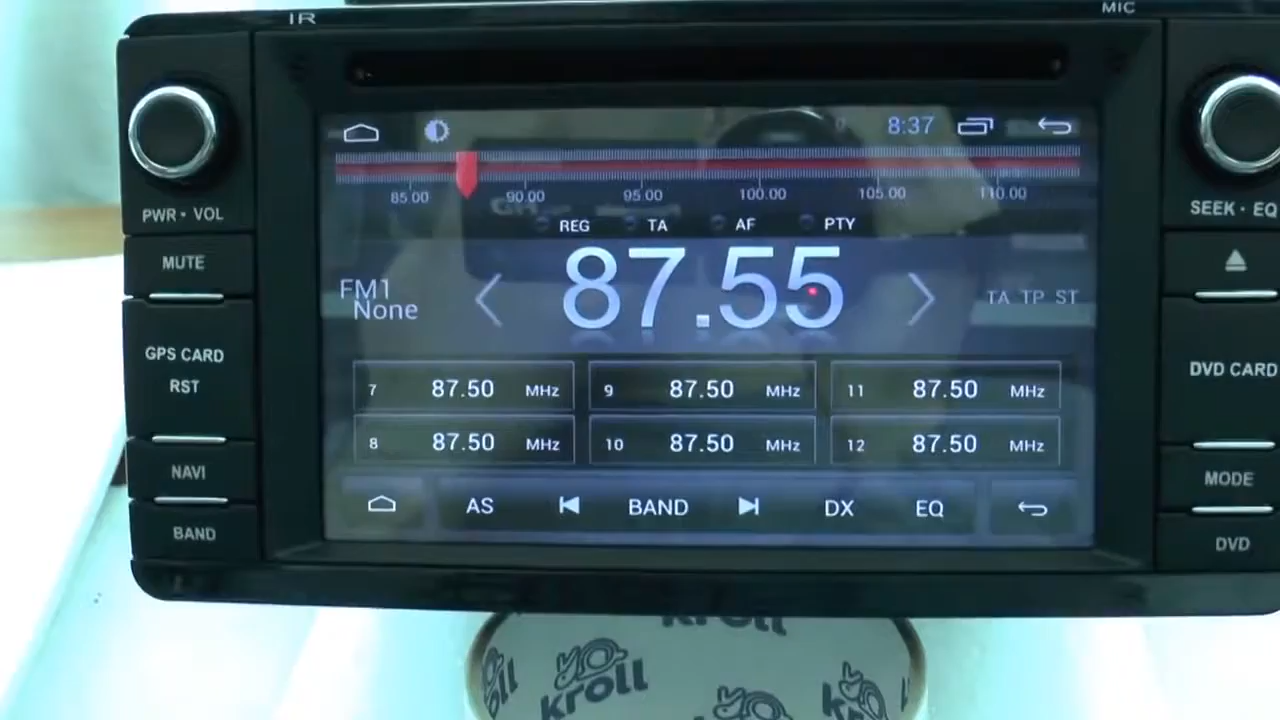 IR
MIC
8:37
85.00 90.00 95.00 100.00 105.00 110.00
REG TA AF PTY
PWR • VOL
SEEK • EQ
MUTE
FM1
None
87.55
TA TP ST
GPS CARD
RST
DVD CARD
7 87.50 MHz 9 87.50 MHz 11 87.50 MHz
8 87.50 MHz 10 87.50 MHz 12 87.50 MHz
NAVI
MODE
AS BAND DX EQ
BAND
DVD
kroll
kroll
kroll